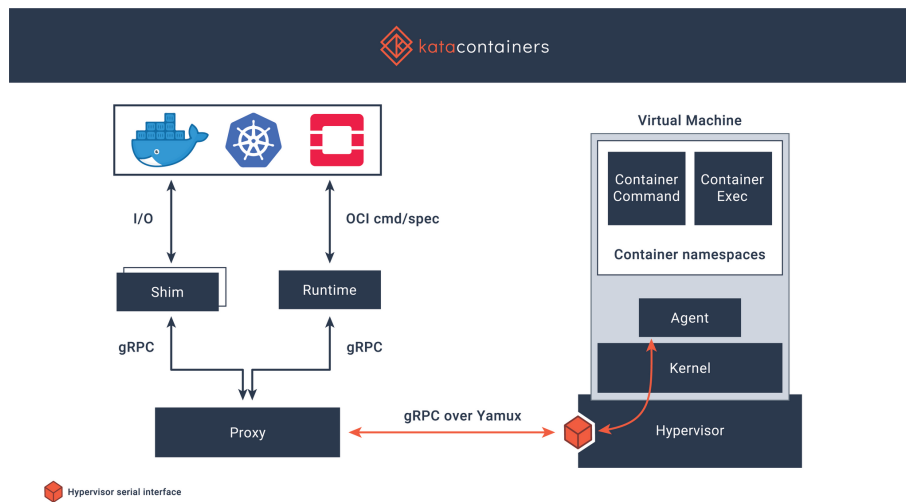 katacontainers
Virtual Machine
Container
Command
Container
Exec
Container namespaces
I/O
OCI cmd/spec
Shim
Runtime
Agent
gRPC
gRPC
Kernel
gRPC over Yamux
Proxy
Hypervisor
Hypervisor serial interface